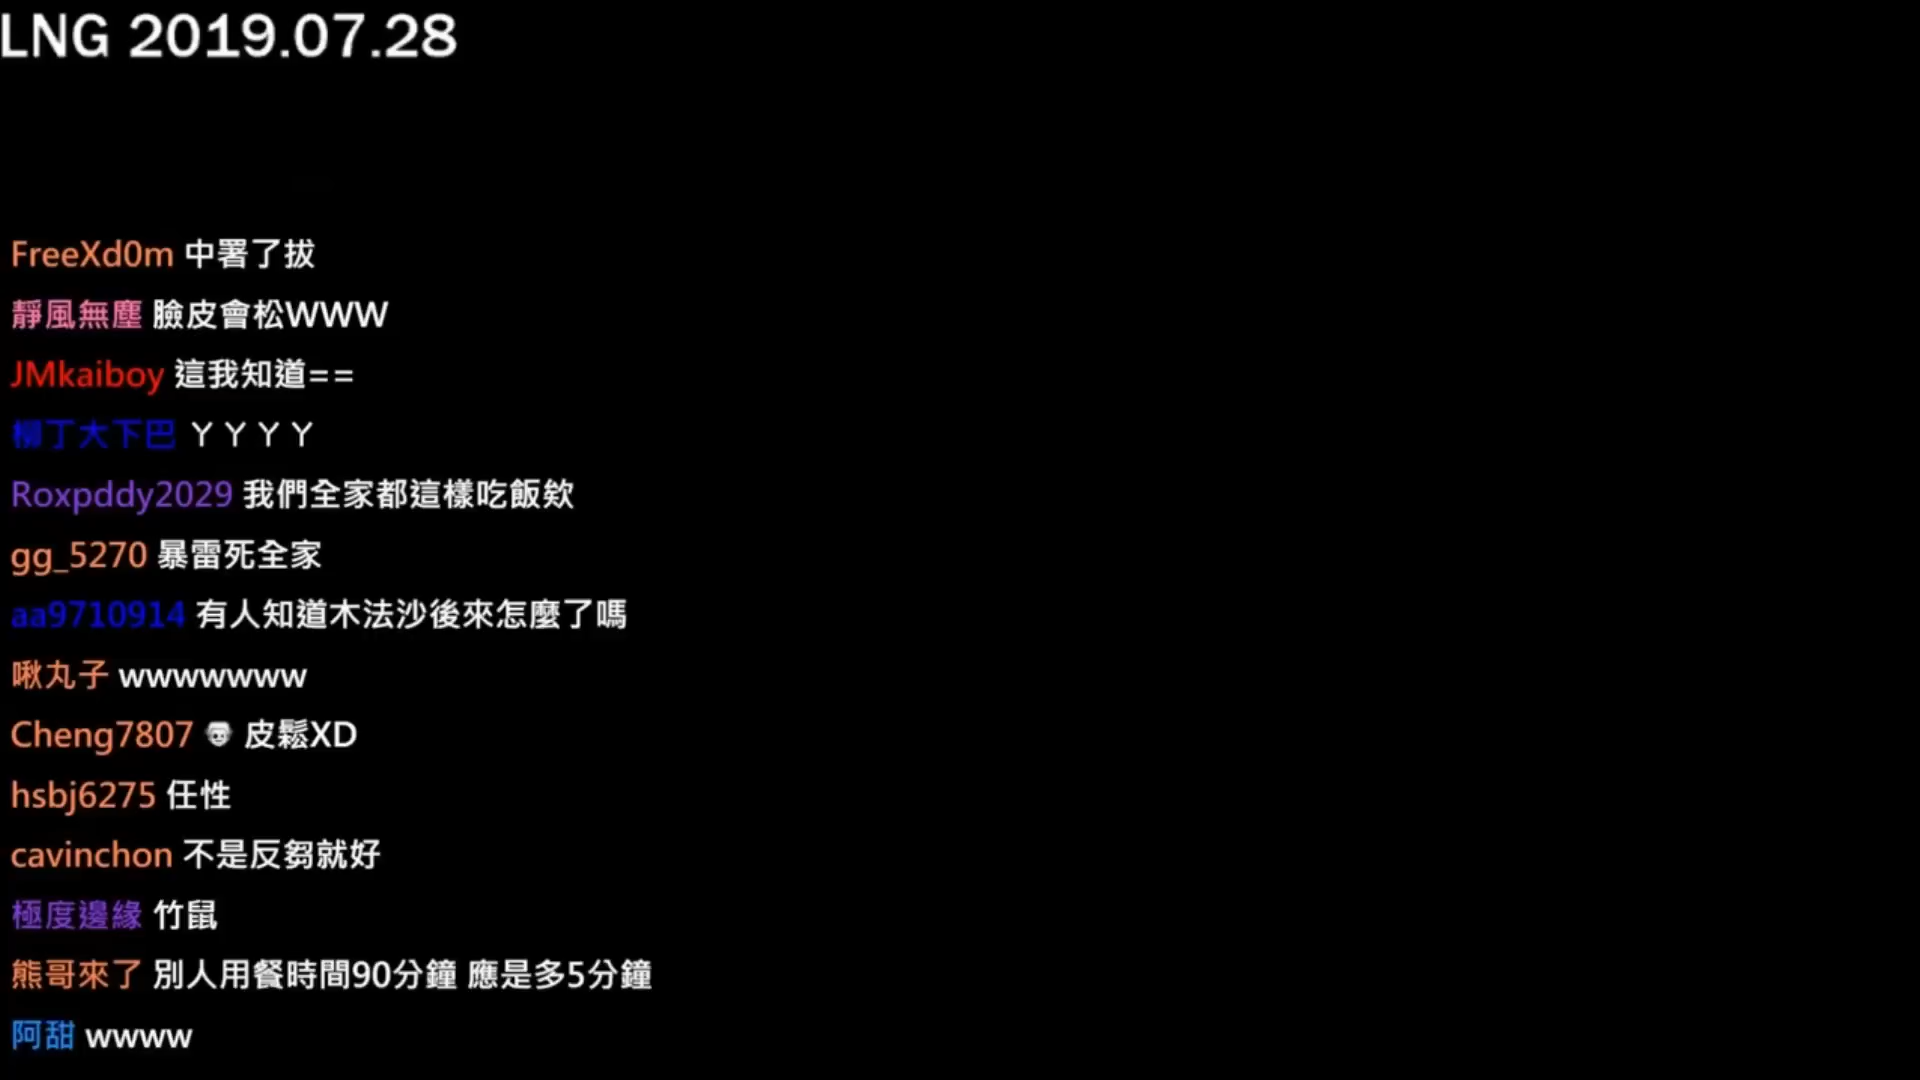 LNG 2019.07.28
FreeXd0m 中署了拔
靜風無塵 臉皮會松WWW
JMkaiboy 這我知道==
柳丁大下巴 ㄚㄚㄚㄚ
Roxpddy2029 我們全家都這樣吃飯欸
gg_5270 暴雷死全家
aa9710914 有人知道木法沙後來怎麼了嗎
啾丸子 wwwwwww
Cheng7807 皮鬆XD
hsbj6275 任性
cavinchon 不是反芻就好
極度邊緣 竹鼠
熊哥來了 別人用餐時間90分鐘 應是多5分鐘
阿甜 wwww